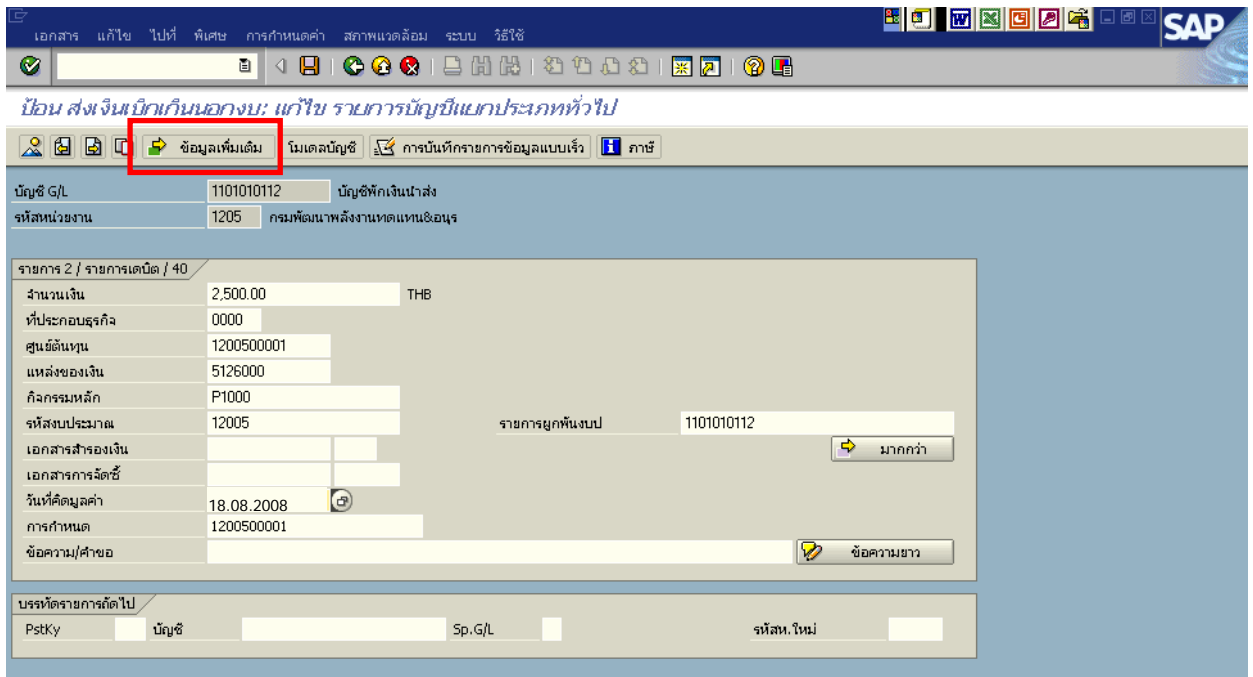 เอกสาร แก้ไข ไปที่ พิเศษ การกำหนดค่า สภาพแวดล้อม ระบบ วิธีใช้
SAP
ป้อน ส่งเงินเบิกเกินนอกงบ: แก้ไข รายการบัญชีแยกประเภททั่วไป
ข้อมูลเพิ่มเติม โมเดลบัญชี การบันทึกรายการข้อมูลแบบเร็ว ภาษี
บัญชี G/L 1101010112 บัญชีพักเงินนำส่ง
รหัสหน่วยงาน 1205 กรมพัฒนาพลังงานทดแทน&อนุร
รายการ 2 / รายการเดบิต / 40
จำนวนเงิน 2,500.00 THB
ที่ประกอบธุรกิจ 0000
ศูนย์ต้นทุน 1200500001
แหล่งของเงิน 5126000
กิจกรรมหลัก P1000
รหัสงบประมาณ 12005 รายการผูกพันงบป 1101010112
เอกสารสำรองเงิน มากกว่า
เอกสารการจัดซื้
วันที่คิดมูลค่า 18.08.2008
การกำหนด 1200500001
ข้อความ/คำขอ ข้อความยาว
บรรทัดรายการถัดไป
PstKy บัญชี Sp.G/L รหัสห.ใหม่